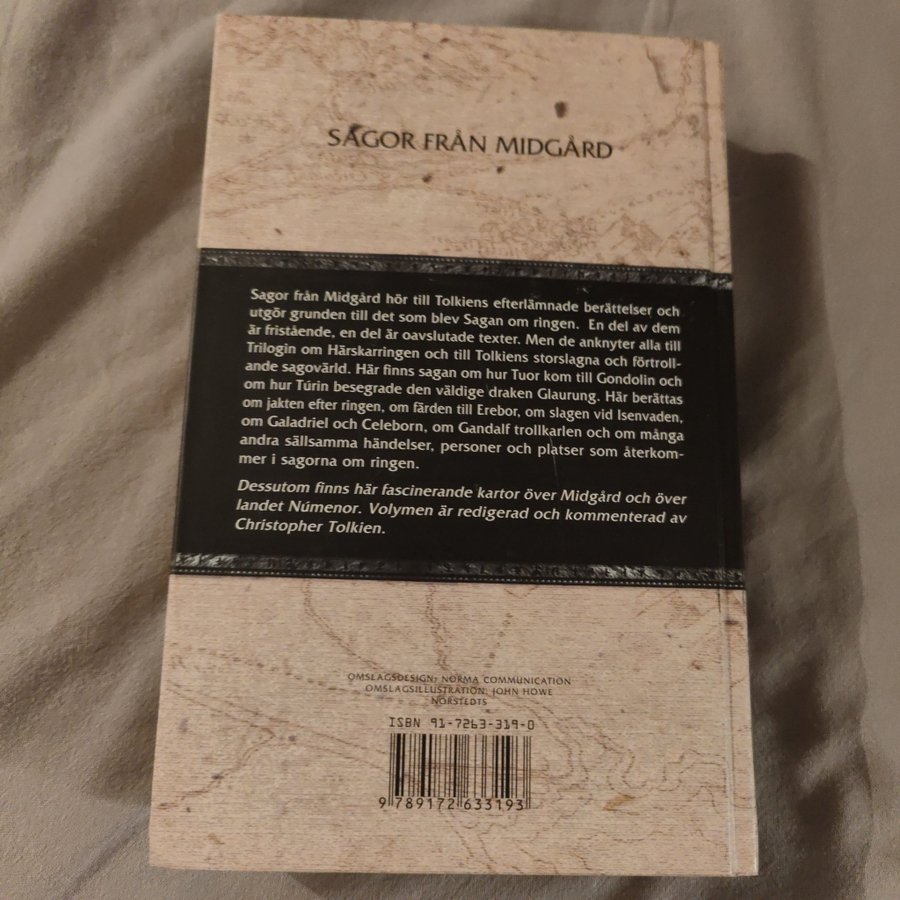 SAGOR FRÅN MIDGÅRD
Sagor från Midgård hör till Tolkiens efterlämnade berättelser och
utgör grunden till det som blev Sagan om ringen. En del av dem
är fristående, en del är oavslutade texter. Men de anknyter alla till
Trilogin om Härskarringen och till Tolkiens storslagna och förtroll-
ande sagovärld. Här finns sagan om hur Tuor kom till Gondolin och
om hur Túrin besegrade den väldige draken Glaurung. Här berättas
om jakten efter ringen, om färden till Erebor, om slagen vid Isenvaden,
om Galadriel och Celeborn, om Gandalf trollkarlen och om många
andra sällsamma händelser, personer och platser som återkom-
mer i sagorna om ringen.
Dessutom finns här fascinerande kartor över Midgård och över
landet Númenor. Volymen är redigerad och kommenterad av
Christopher Tolkien.
OMSLAGSDESIGN: NORMA COMMUNICATION
OMSLAGSILLUSTRATION: JOHN HOWE
NORSTEDTS
ISBN 91-7263-319-0
9 789172 633193